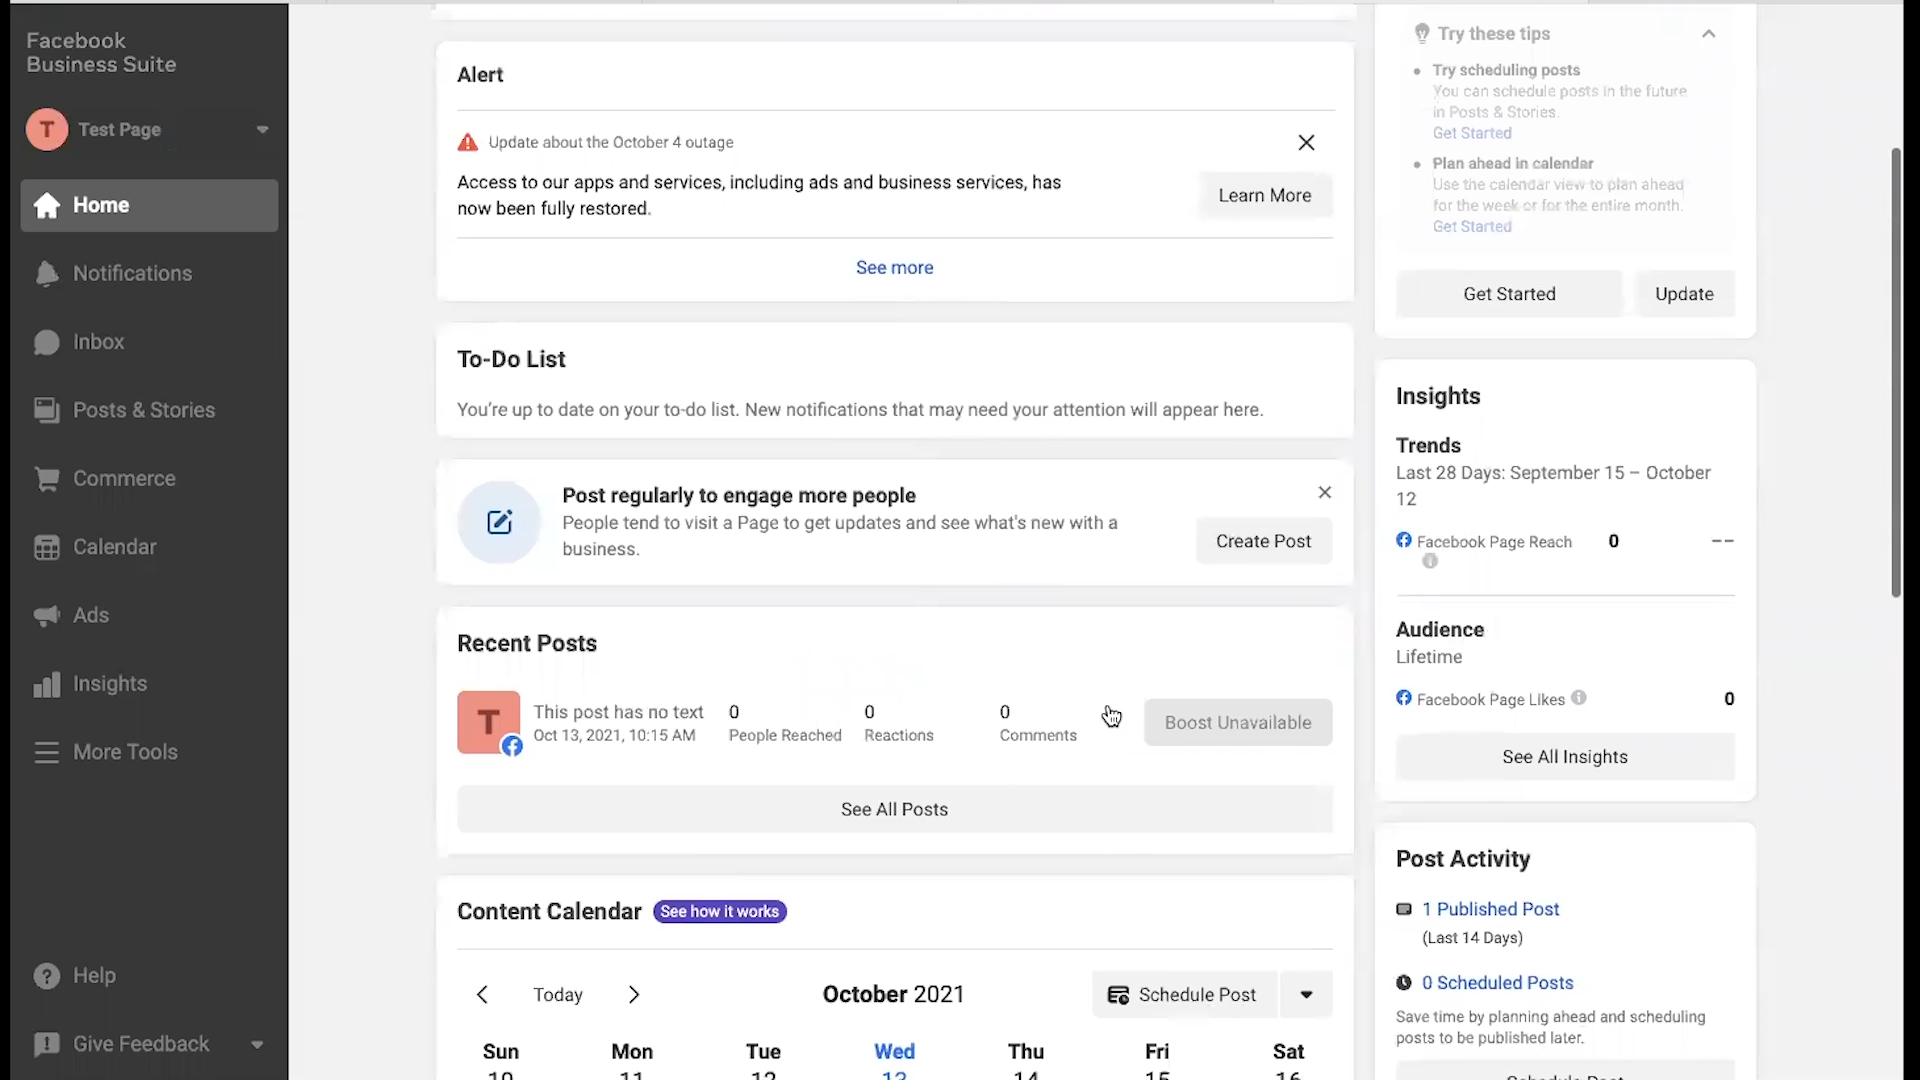 Facebook
Business Suite
T
Test Page
Home
Notifications
Inbox
Posts & Stories
Commerce
Calendar
Ads
Insights
More Tools
Help
Give Feedback
Alert
Update about the October 4 outage
Access to our apps and services, including ads and business services, has
now been fully restored.
Learn More
See more
To-Do List
You're up to date on your to-do list. New notifications that may need your attention will appear here.
Post regularly to engage more people
People tend to visit a Page to get updates and see what's new with a
business.
Create Post
Recent Posts
T
This post has no text
Oct 13, 2021, 10:15 AM
0
People Reached
0
Reactions
0
Comments
Boost Unavailable
See All Posts
Content Calendar
See how it works
Today
October 2021
Schedule Post
Sun Mon Tue Wed Thu Fri Sat
10 11 12 13 14 15 16
Try these tips
Try scheduling posts
You can schedule posts in the future
in Posts & Stories.
Get Started
Plan ahead in calendar
Use the calendar view to plan ahead
for the week or for the entire month.
Get Started
Get Started
Update
Insights
Trends
Last 28 Days: September 15 – October
12
Facebook Page Reach 0 --
Audience
Lifetime
Facebook Page Likes 0
See All Insights
Post Activity
1 Published Post
(Last 14 Days)
0 Scheduled Posts
Save time by planning ahead and scheduling
posts to be published later.
Schedule Post